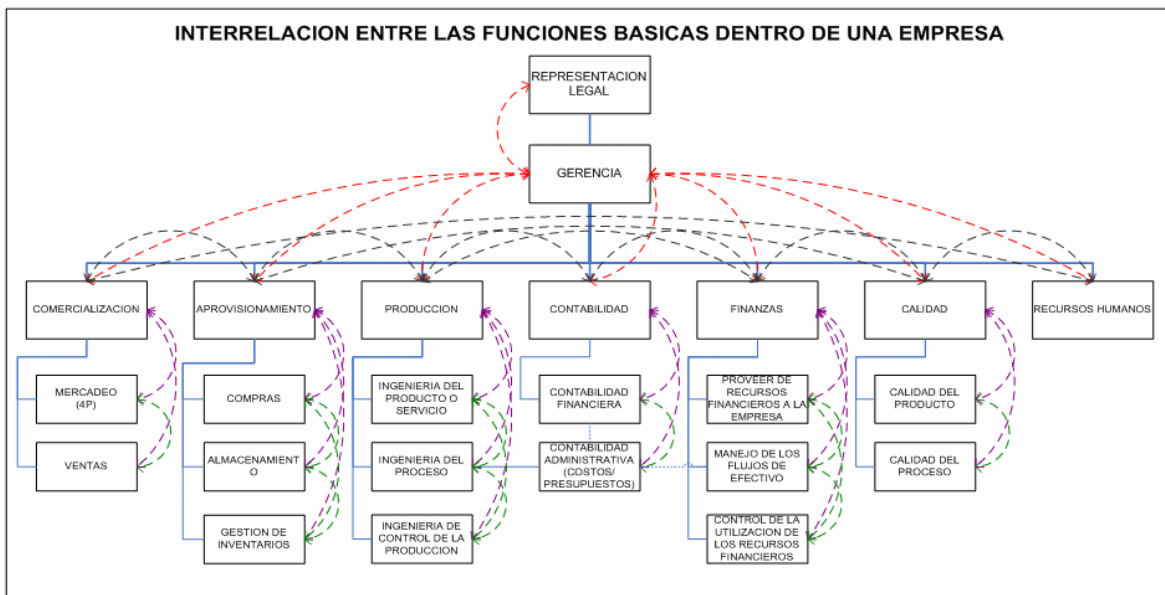 INTERRELACION ENTRE LAS FUNCIONES BASICAS DENTRO DE UNA EMPRESA
REPRESENTACION
LEGAL
GERENCIA
COMERCIALIZACION
APROVISIONAMIENTO
PRODUCCION
CONTABILIDAD
FINANZAS
CALIDAD
RECURSOS HUMANOS
MERCADEO
(4P)
VENTAS
COMPRAS
ALMACENAMIENT
O
GESTION DE
INVENTARIOS
INGENIERIA DEL
PRODUCTO O
SERVICIO
INGENIERIA DEL
PROCESO
INGENIERIA DE
CONTROL DE LA
PRODUCCION
CONTABILIDAD
FINANCIERA
CONTABILIDAD
ADMINISTRATIVA
(COSTOS/
PRESUPUESTOS)
PROVEER DE
RECURSOS
FINANCIEROS A LA
EMPRESA
MANEJO DE LOS
FLUJOS DE
EFECTIVO
CONTROL DE LA
UTILIZACION DE
LOS RECURSOS
FINANCIEROS
CALIDAD DEL
PRODUCTO
CALIDAD DEL
PROCESO